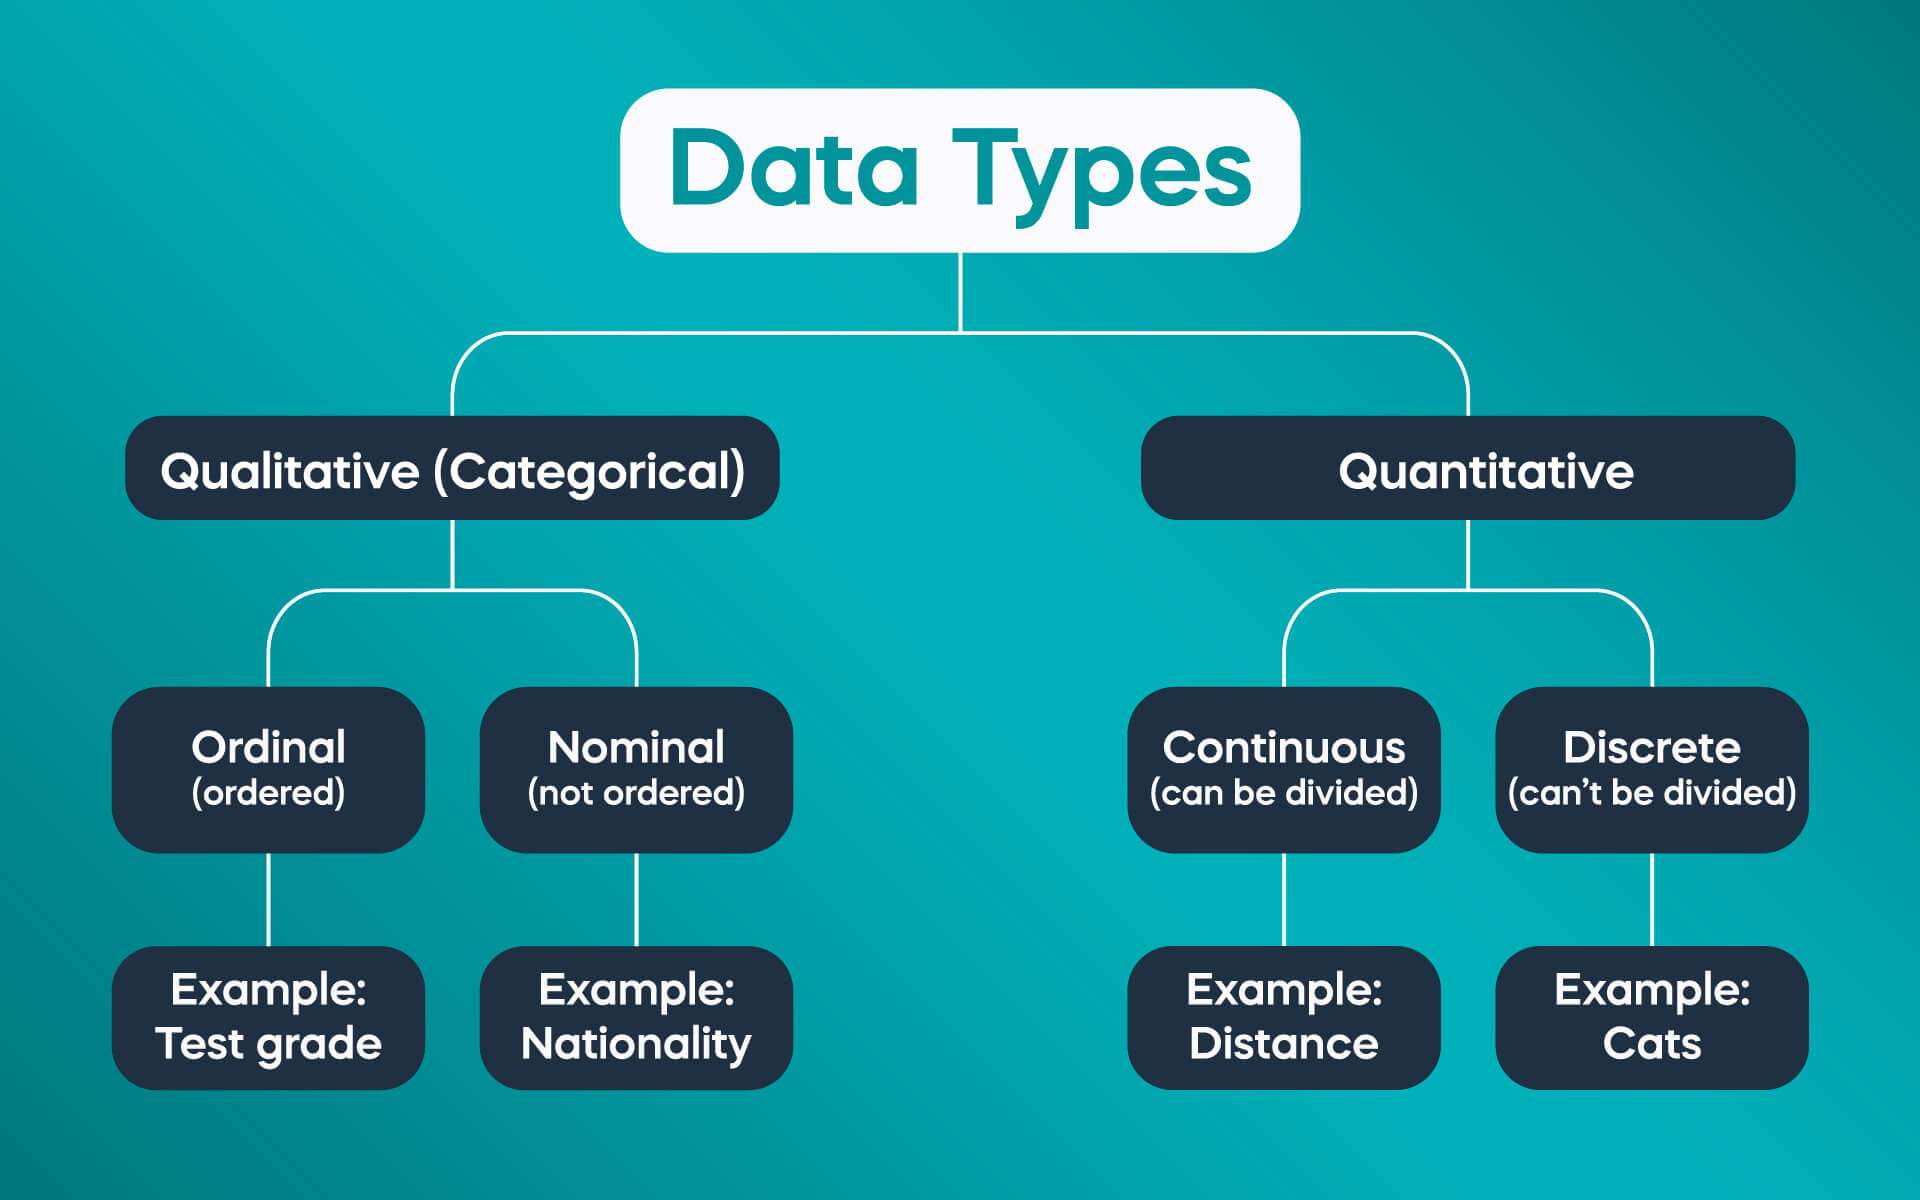 Data Types
Qualitative (Categorical)
Quantitative
Ordinal
(ordered)
Nominal
(not ordered)
Continuous
(can be divided)
Discrete
(can't be divided)
Example:
Test grade
Example:
Nationality
Example:
Distance
Example:
Cats